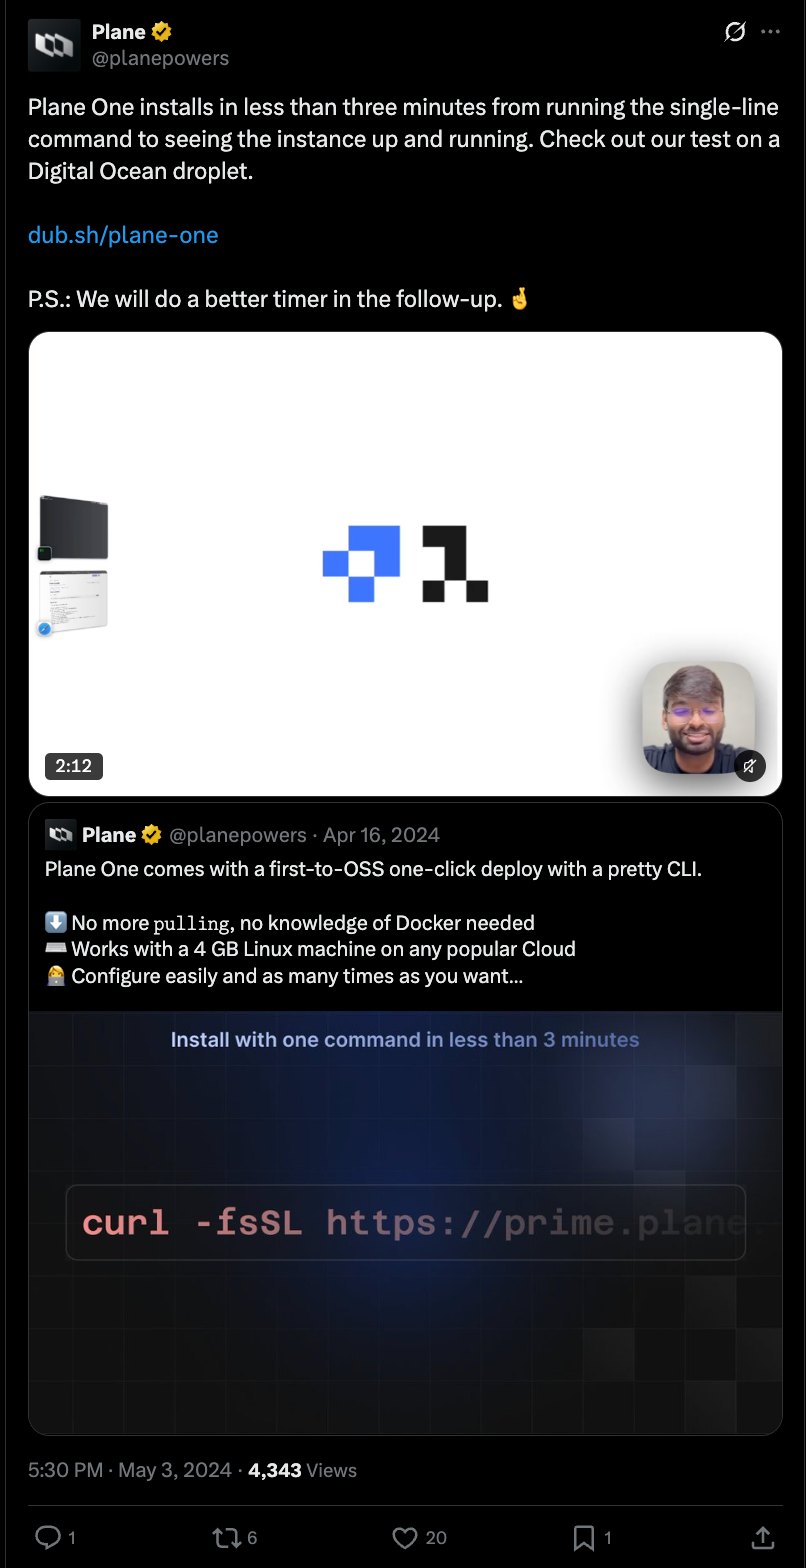 Plane
@planepowers
Plane One installs in less than three minutes from running the single-line
command to seeing the instance up and running. Check out our test on a
Digital Ocean droplet.
dub.sh/plane-one
P.S.: We will do a better timer in the follow-up. 🤞
2:12
Plane @planepowers · Apr 16, 2024
Plane One comes with a first-to-OSS one-click deploy with a pretty CLI.
⬇️ No more pulling, no knowledge of Docker needed
Works with a 4 GB Linux machine on any popular Cloud
Configure easily and as many times as you want...
Install with one command in less than 3 minutes
curl -fsSL https://prime.plane.
5:30 PM · May 3, 2024 · 4,343 Views
1 6 20 1